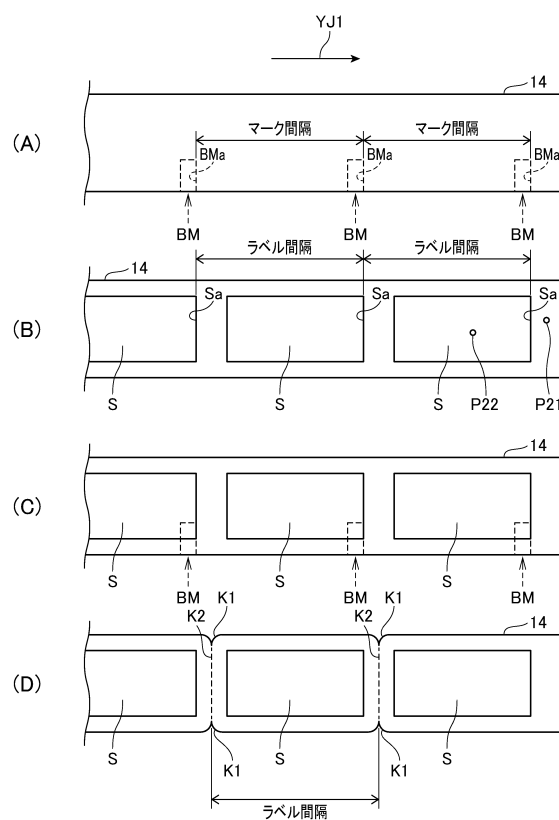 YJ1
14
(A)
マーク間隔 マーク間隔
BMa BMa BMa
BM BM BM
ラベル間隔 ラベル間隔
14
(B)
Sa Sa Sa
S S S P22 P21
14
(C)
S S S
BM BM BM
K2 K1 K2 K1
14
(D)
S S S
K1 K1
ラベル間隔